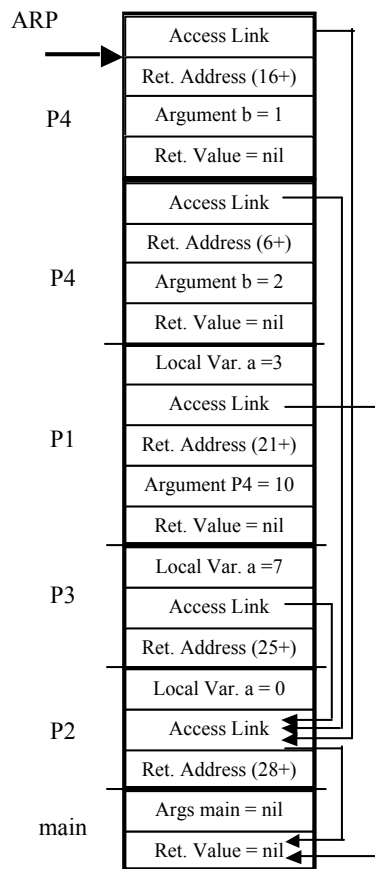 ARP
Access Link
Ret. Address (16+)
P4
Argument b = 1
Ret. Value = nil
Access Link
Ret. Address (6+)
P4
Argument b = 2
Ret. Value = nil
Local Var. a =3
Access Link
P1
Ret. Address (21+)
Argument P4 = 10
Ret. Value = nil
Local Var. a =7
P3
Access Link
Ret. Address (25+)
Local Var. a = 0
P2
Access Link
Ret. Address (28+)
Args main = nil
main
Ret. Value = nil